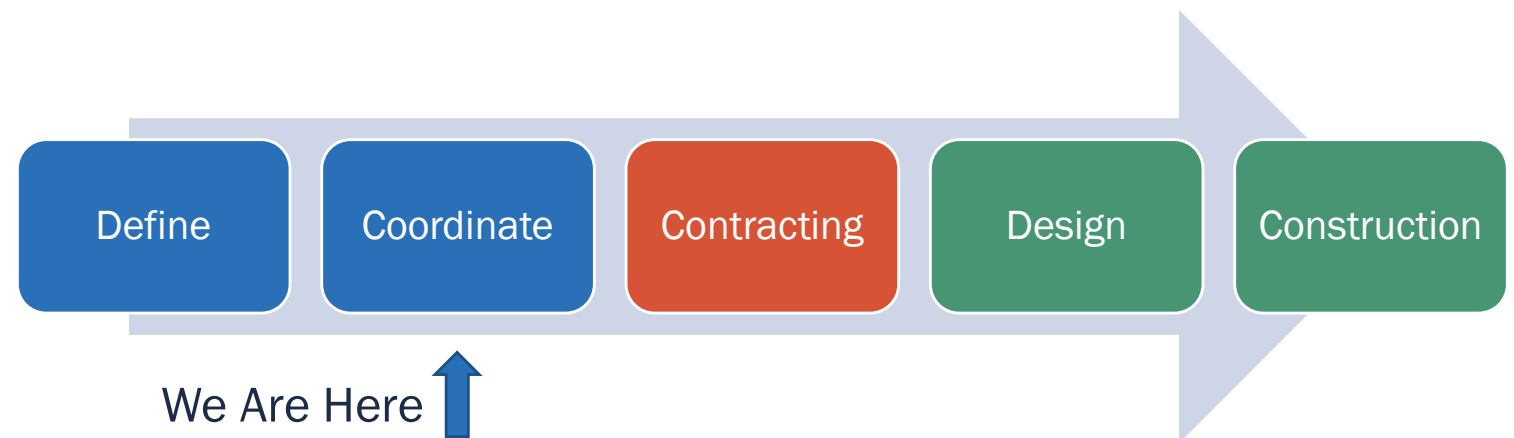 Define
Coordinate
Contracting
Design
Construction
We Are Here